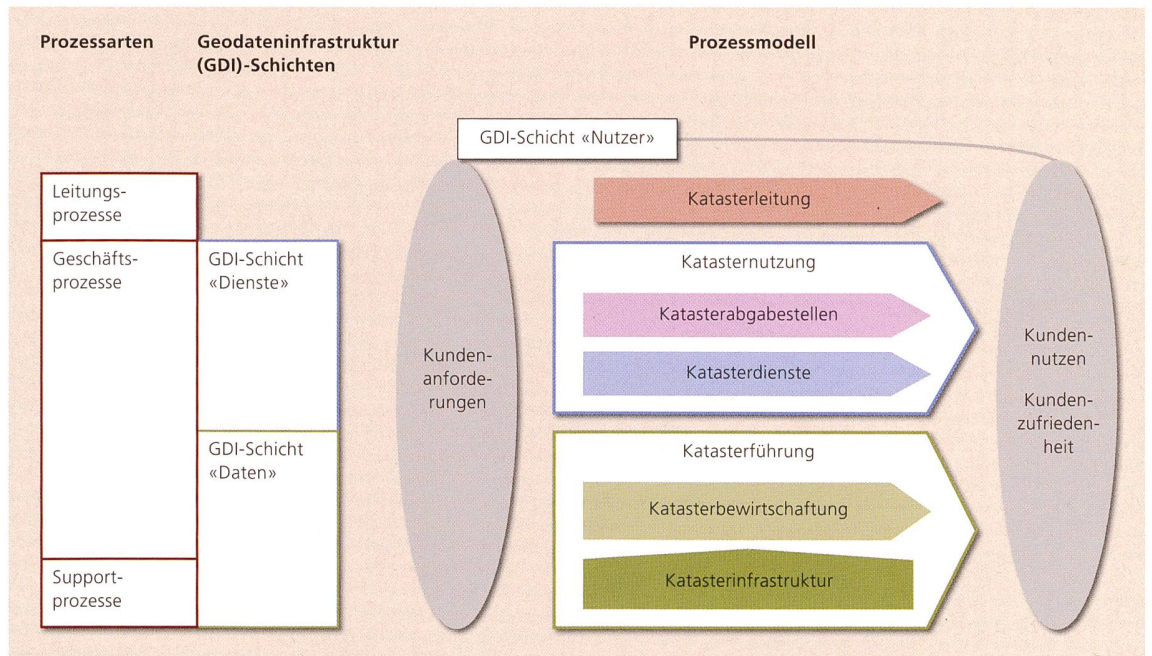 Prozessarten
Geodateninfrastruktur
(GDI)-Schichten
Prozessmodell
GDI-Schicht «Nutzer»
Leitungs-
prozesse
Geschäfts-
prozesse
Support-
prozesse
GDI-Schicht
«Dienste»
GDI-Schicht
«Daten»
Kunden-
anforde-
rungen
Katasterleitung
Katasternutzung
Katasterabgabestellen
Katasterdienste
Katasterführung
Katasterbewirtschaftung
Katasterinfrastruktur
Kunden-
nutzen
Kunden-
zufrieden-
heit